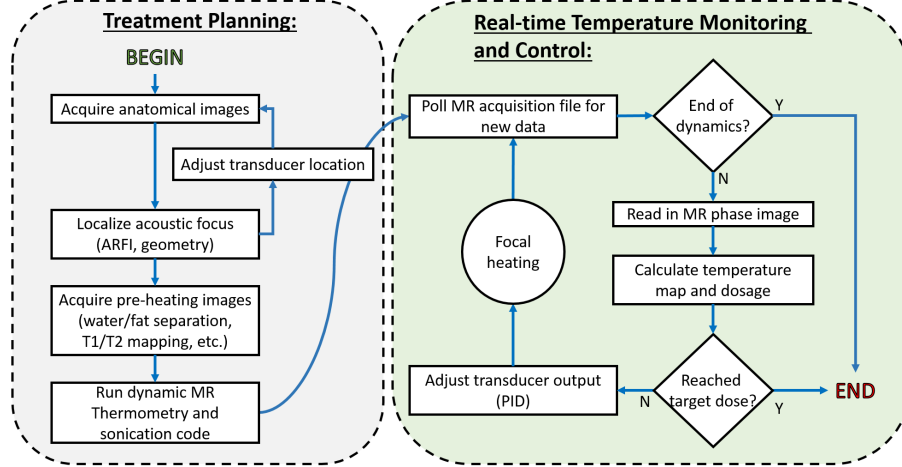 Treatment Planning:
BEGIN
Acquire anatomical images
Adjust transducer location
Localize acoustic focus
(ARFI, geometry)
Acquire pre-heating images
(water/fat separation,
T1/T2 mapping, etc.)
Run dynamic MR
Thermometry and
sonication code
Real-time Temperature Monitoring
and Control:
Poll MR acquisition file for
new data
End of
dynamics?
Y
N
Read in MR phase image
Calculate temperature
map and dosage
Reached
target dose?
Y
END
N
Adjust transducer output
(PID)
Focal
heating